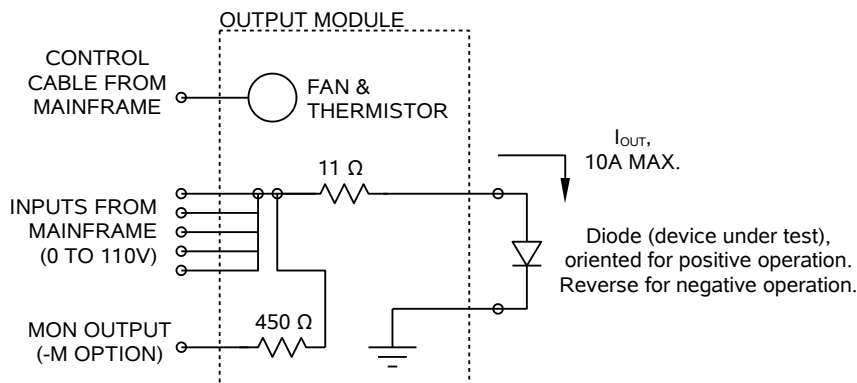 OUTPUT MODULE
CONTROL
CABLE FROM
MAINFRAME
FAN &
THERMISTOR
I_OUT,
10A MAX.
11 Ω
INPUTS FROM
MAINFRAME
(0 TO 110V)
Diode (device under test),
oriented for positive operation.
Reverse for negative operation.
450 Ω
MON OUTPUT
(-M OPTION)